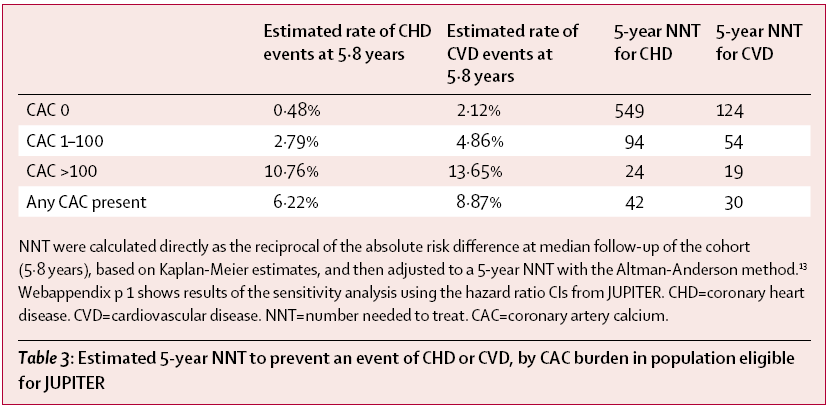 Estimated rate of CHD events at 5·8 years
Estimated rate of CVD events at 5·8 years
5-year NNT for CHD
5-year NNT for CVD
CAC 0 0·48% 2·12% 549 124
CAC 1–100 2·79% 4·86% 94 54
CAC >100 10·76% 13·65% 24 19
Any CAC present 6·22% 8·87% 42 30
NNT were calculated directly as the reciprocal of the absolute risk difference at median follow-up of the cohort
(5·8 years), based on Kaplan-Meier estimates, and then adjusted to a 5-year NNT with the Altman-Anderson method.¹³
Webappendix p 1 shows results of the sensitivity analysis using the hazard ratio CIs from JUPITER. CHD=coronary heart
disease. CVD=cardiovascular disease. NNT=number needed to treat. CAC=coronary artery calcium.
Table 3: Estimated 5-year NNT to prevent an event of CHD or CVD, by CAC burden in population eligible
for JUPITER